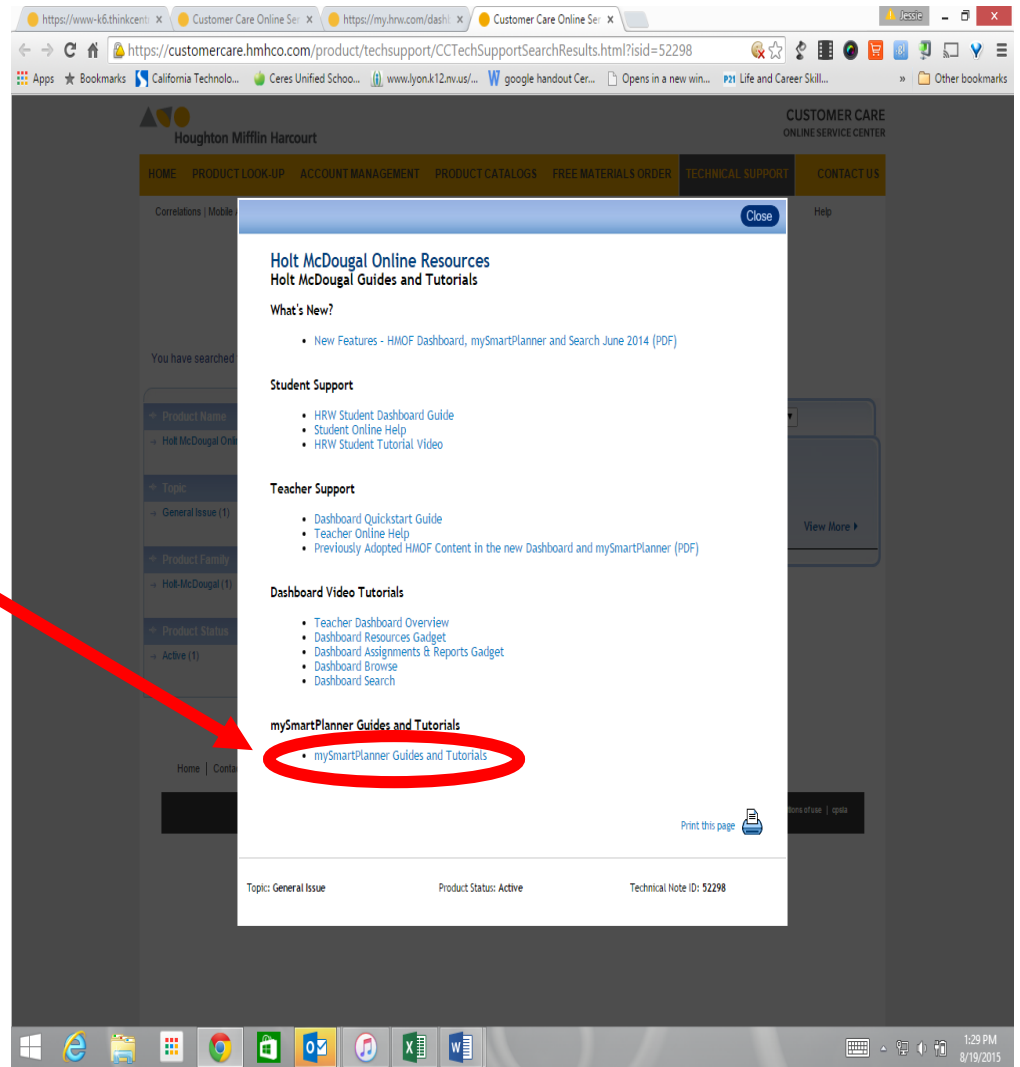 https://www-k6.thinkcent Customer Care Online Ser https://my.hrw.com/dashl Customer Care Online Ser Jessie
https://customercare.hmhco.com/product/techsupport/CCTechSupportSearchResults.html?isid=52298
Apps Bookmarks California Technolo... Ceres Unified Schoo... www.lyon.k12.nv.us/... google handout Cer... Opens in a new win... P21 Life and Career Skill... » Other bookmarks
Houghton Mifflin Harcourt
CUSTOMER CARE
ONLINE SERVICE CENTER
HOME PRODUCT LOOK-UP ACCOUNT MANAGEMENT PRODUCT CATALOGS FREE MATERIALS ORDER TECHNICAL SUPPORT CONTACT US
Correlations | Mobile Help
Close
Holt McDougal Online Resources
Holt McDougal Guides and Tutorials
What's New?
• New Features - HMOF Dashboard, mySmartPlanner and Search June 2014 (PDF)
You have searched
Student Support
• HRW Student Dashboard Guide
• Student Online Help
• HRW Student Tutorial Video
Product Name
Holt McDougal Onli
Teacher Support
• Dashboard Quickstart Guide
• Teacher Online Help
• Previously Adopted HMOF Content in the new Dashboard and mySmartPlanner (PDF)
Topic
General Issue (1)
View More
Product Family
Holt-McDougal (1)
Dashboard Video Tutorials
• Teacher Dashboard Overview
• Dashboard Resources Gadget
• Dashboard Assignments & Reports Gadget
• Dashboard Browse
• Dashboard Search
Product Status
Active (1)
mySmartPlanner Guides and Tutorials
• mySmartPlanner Guides and Tutorials
Home | Conta
Print this page
of use |
Topic: General Issue Product Status: Active Technical Note ID: 52298
1:29 PM
8/19/2015